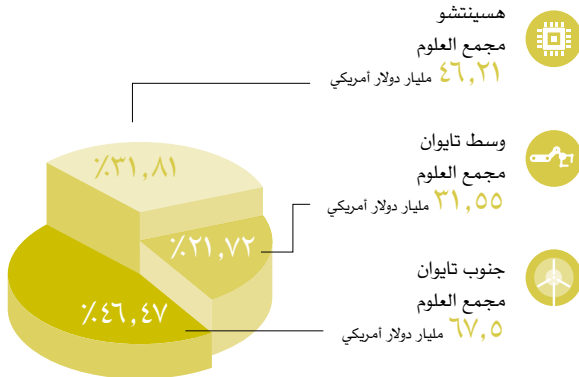 هسينتشو
مجمع العلوم
٤٦,٢١ مليار دولار أمريكي
٪٣١,٨١
وسط تايوان
مجمع العلوم
٣١,٥٥ مليار دولار أمريكي
٪٢١,٧٢
جنوب تايوان
مجمع العلوم
٦٧,٥ مليار دولار أمريكي
٪٤٦,٤٧